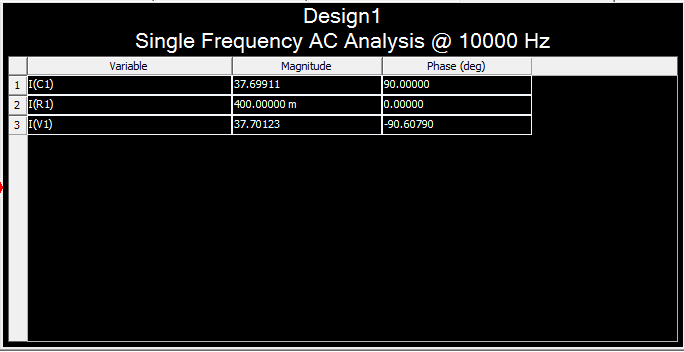 Design1
Single Frequency AC Analysis @ 10000 Hz
Variable Magnitude Phase (deg)
1 I(C1) 37.69911 90.00000
2 I(R1) 400.00000 m 0.00000
3 I(V1) 37.70123 -90.60790